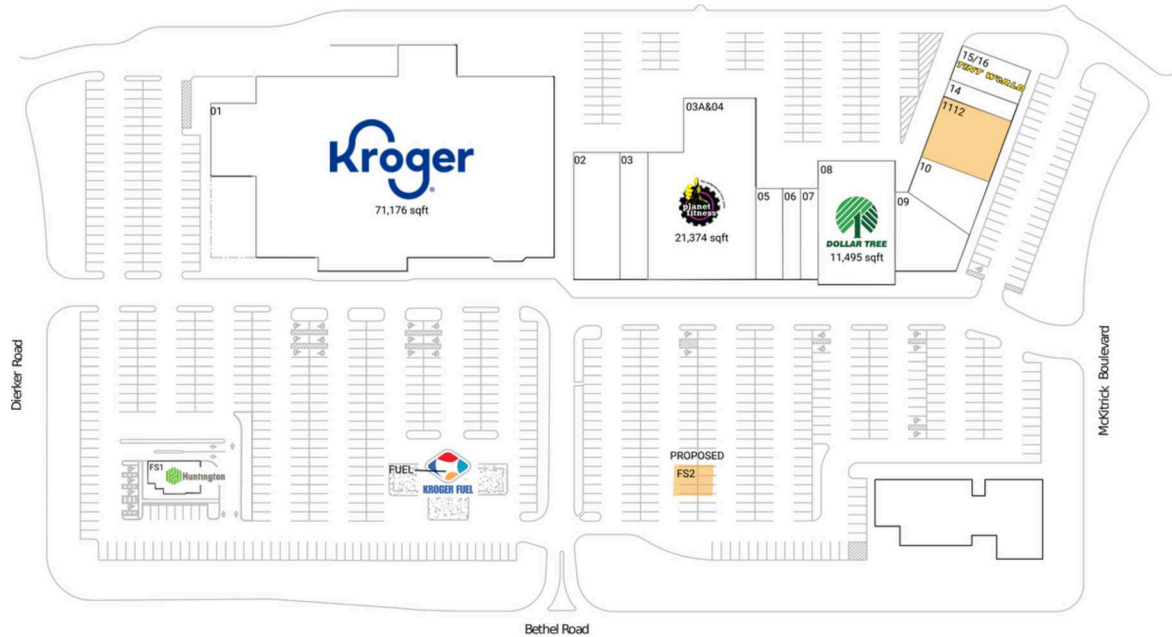 01
Kroger
71,176 sqft
02
03
03A&04
planet
fitness
21,374 sqft
05
06
07
08
DOLLAR TREE
11,495 sqft
09
15/16
TINT WORLD
14
1112
10
Dierker Road
McKitrick Boulevard
FS1
Huntington
FUEL
KROGER FUEL
PROPOSED
FS2
Bethel Road